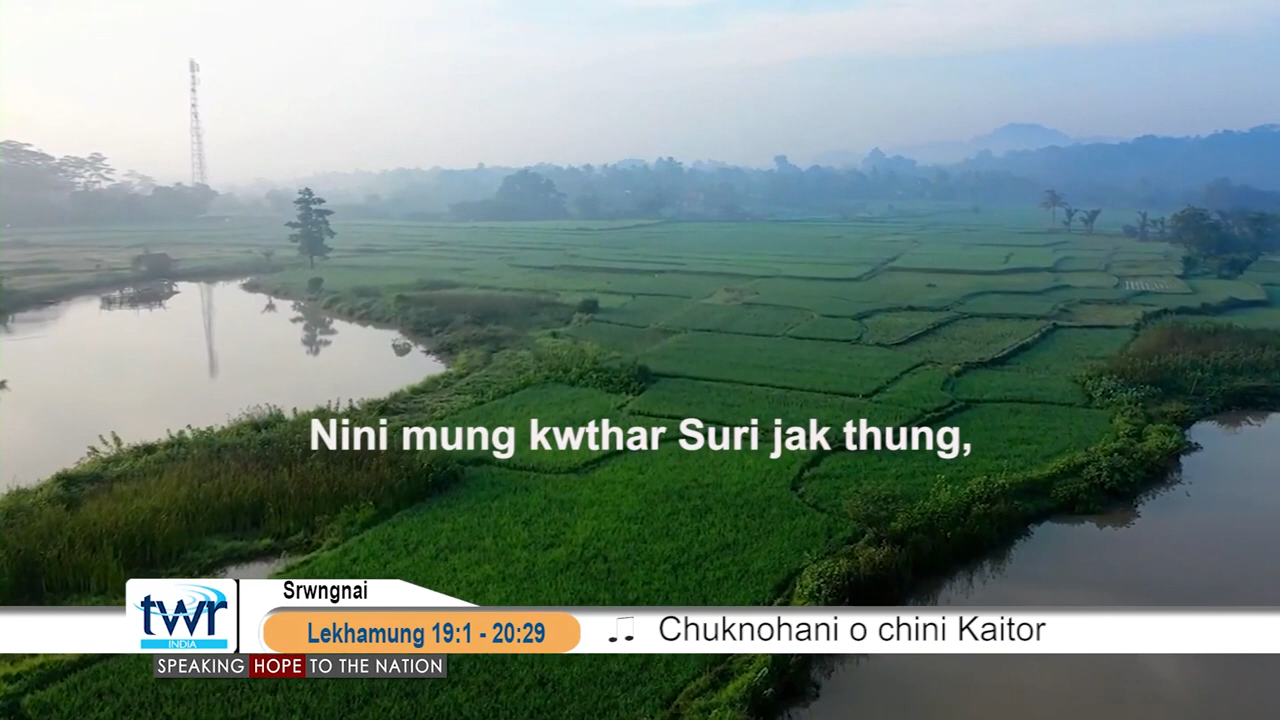 Nini mung kwthar Suri jak thung,
Srwngnai
twr
INDIA
Lekhamung 19:1 - 20:29
Chuknohani o chini Kaitor
SPEAKING HOPE TO THE NATION